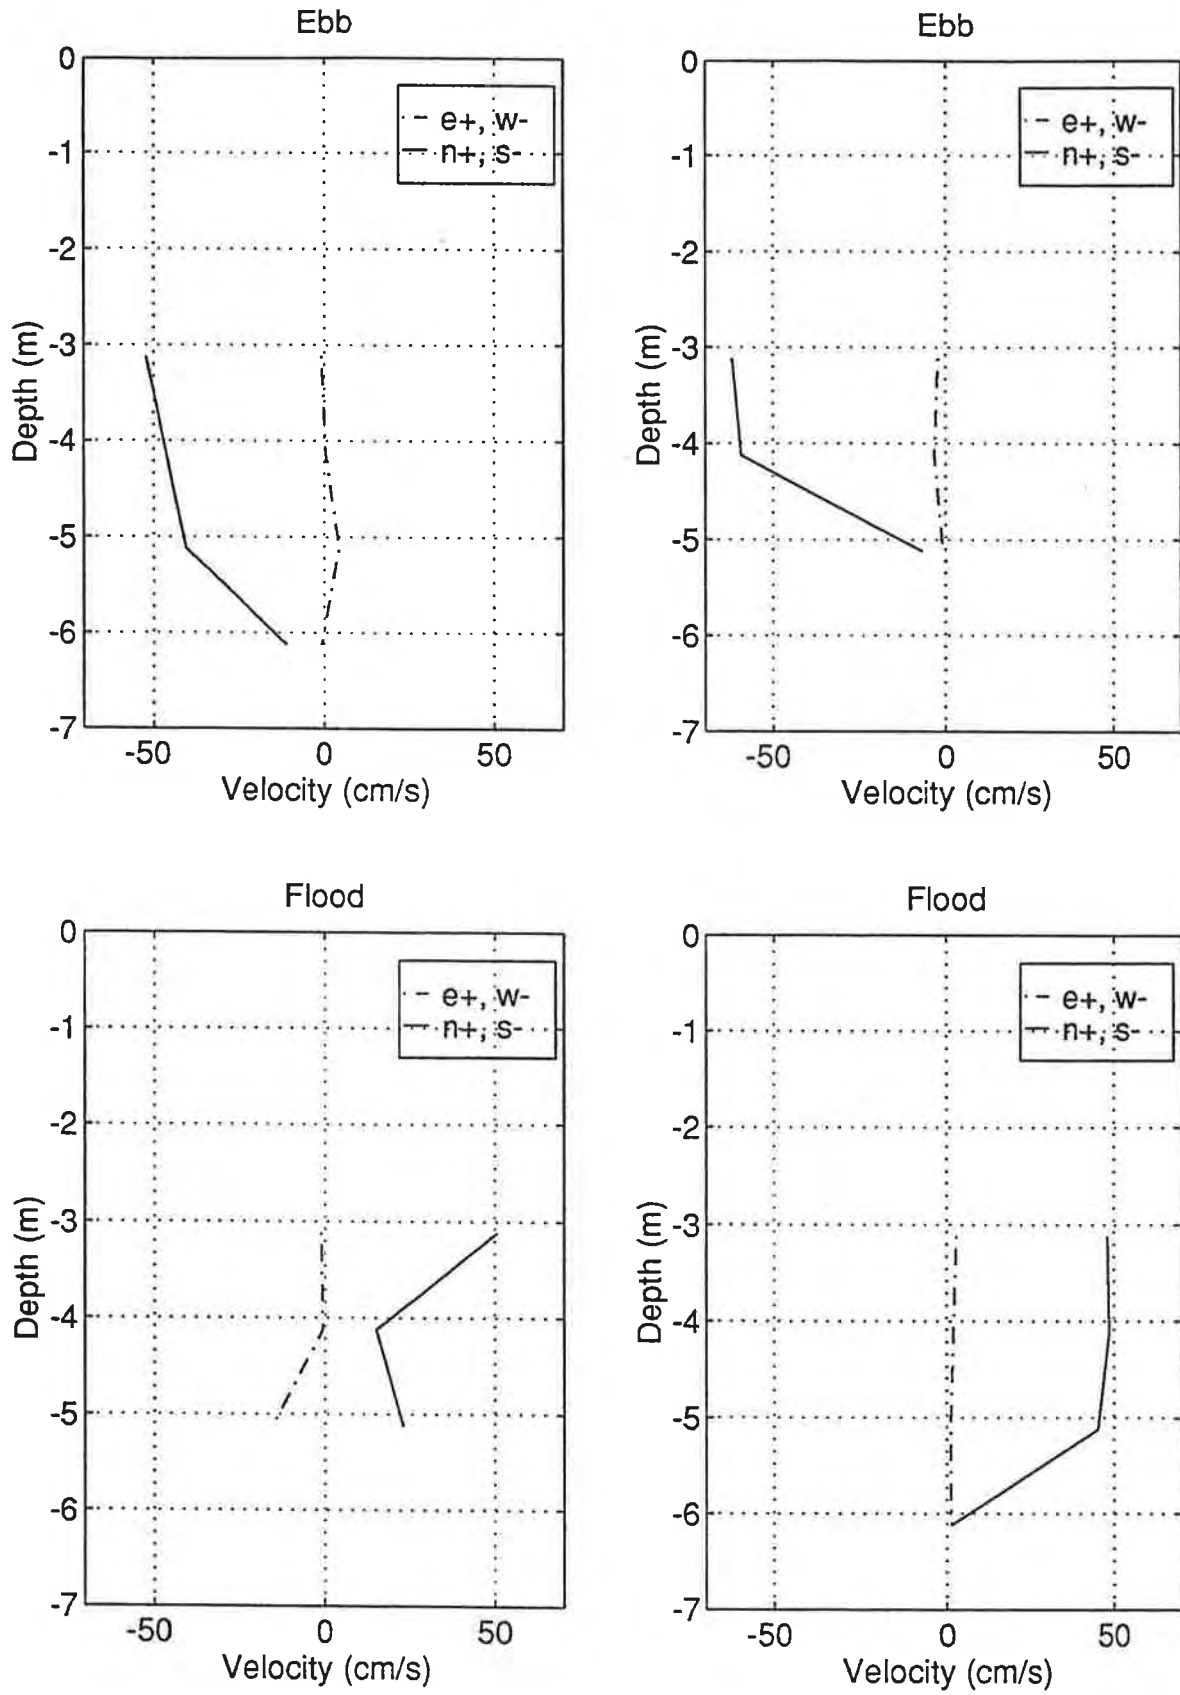 Ebb
0
-1
-2
-3
-4
-5
-6
-7
Depth (m)
e+, w-
n+, s-
-50 0 50
Velocity (cm/s)
Ebb
0
-1
-2
-3
-4
-5
-6
-7
Depth (m)
e+, w-
n+, s-
-50 0 50
Velocity (cm/s)
Flood
0
-1
-2
-3
-4
-5
-6
-7
Depth (m)
e+, w-
n+, s-
-50 0 50
Velocity (cm/s)
Flood
0
-1
-2
-3
-4
-5
-6
-7
Depth (m)
e+, w-
n+, s-
-50 0 50
Velocity (cm/s)